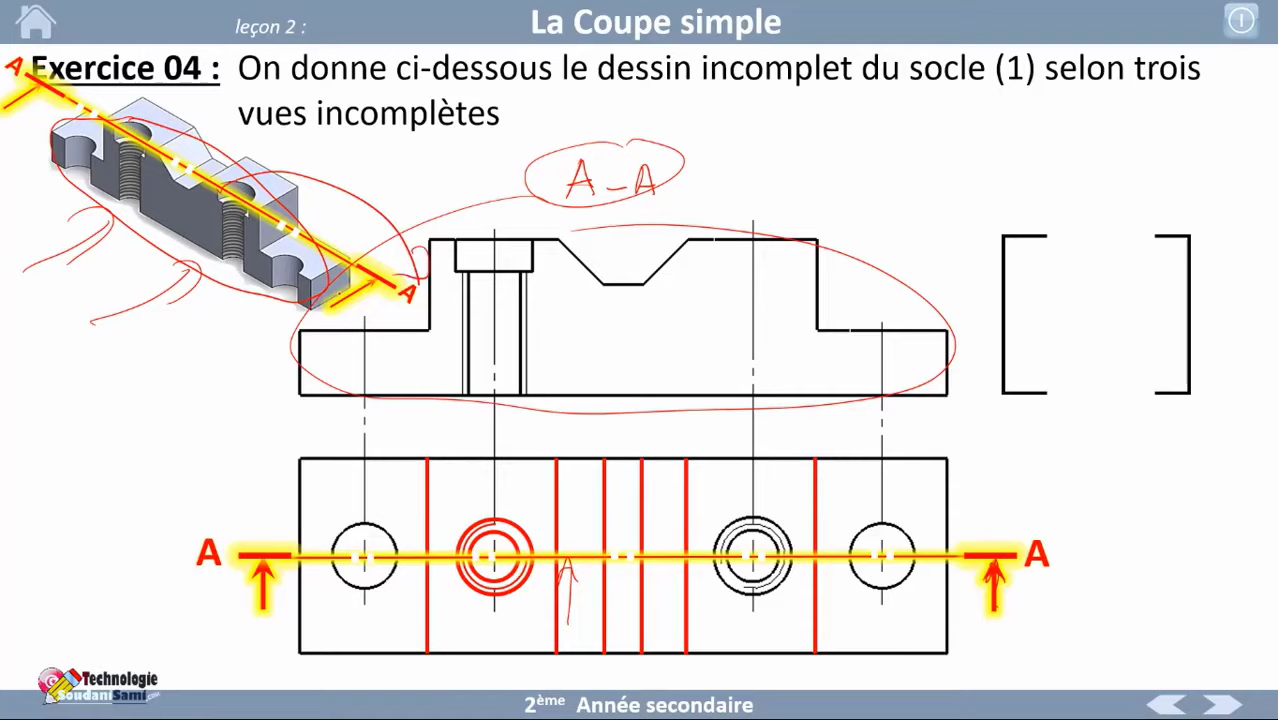 leçon 2 :
La Coupe simple
Exercice 04 : On donne ci-dessous le dessin incomplet du socle (1) selon trois
vues incomplètes
A
A
A-A
A
A
A
Technologie
SoudaniSami.com
2ème Année secondaire